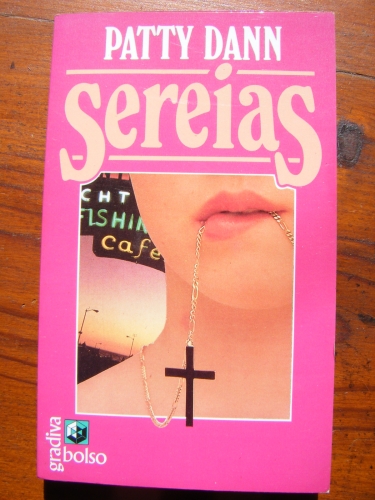 PATTY DANN
sereias
CHT
FISHIN
Cafe
gradiva
bolso